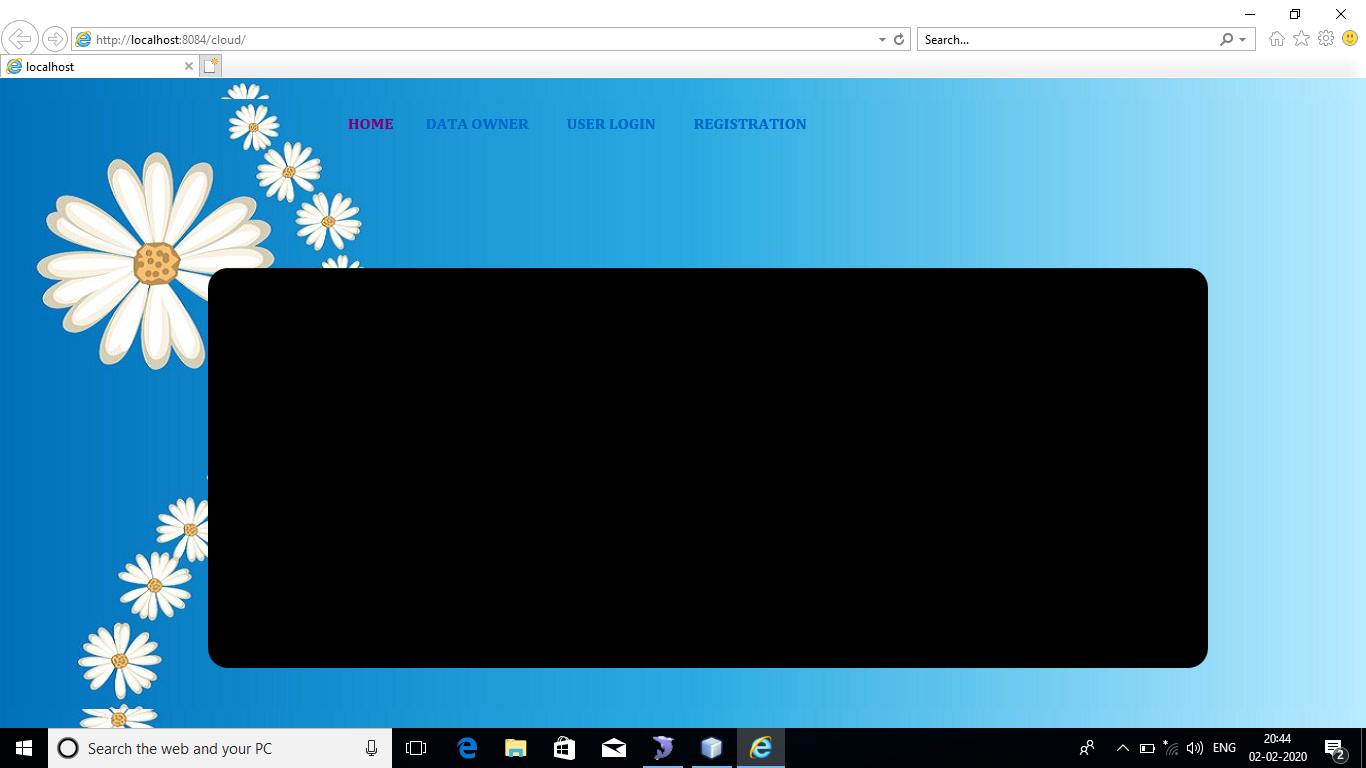 http://localhost:8084/cloud/
Search...
localhost
HOME DATA OWNER USER LOGIN REGISTRATION
Search the web and your PC
ENG
20:44
02-02-2020
2